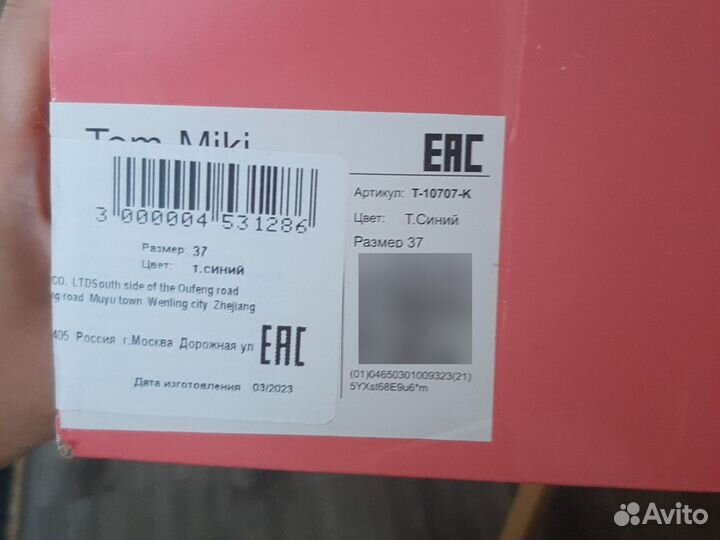 Tom-Miki
EAC
3 000004 531286
Размер: 37
Цвет: т.синий
CO. LTDSouth side of the Oufeng road
road Muyu town Wenling city Zhejiang
405 Россия г.Москва Дорожная ул
EAC
Дата изготовления 03/2023
Артикул: T-10707-K
Цвет: Т.Синий
Размер 37
(01)04650301009323(21)
5YXst68E9u6*m
Avito